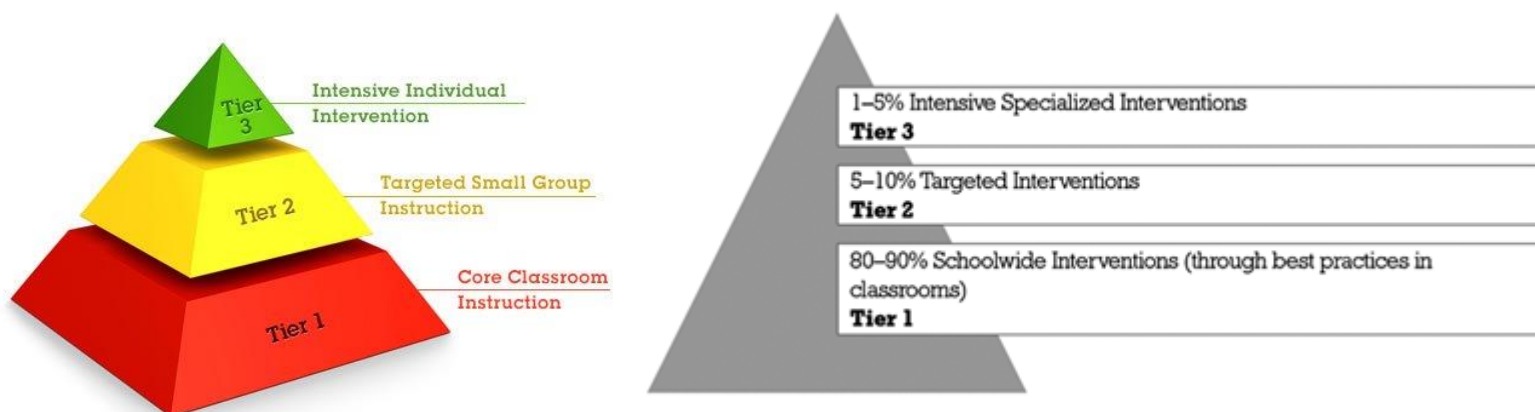 Tier
3
Intensive Individual
Intervention
Tier 2
Targeted Small Group
Instruction
Tier 1
Core Classroom
Instruction
1–5% Intensive Specialized Interventions
Tier 3
5–10% Targeted Interventions
Tier 2
80–90% Schoolwide Interventions (through best practices in
classrooms)
Tier 1